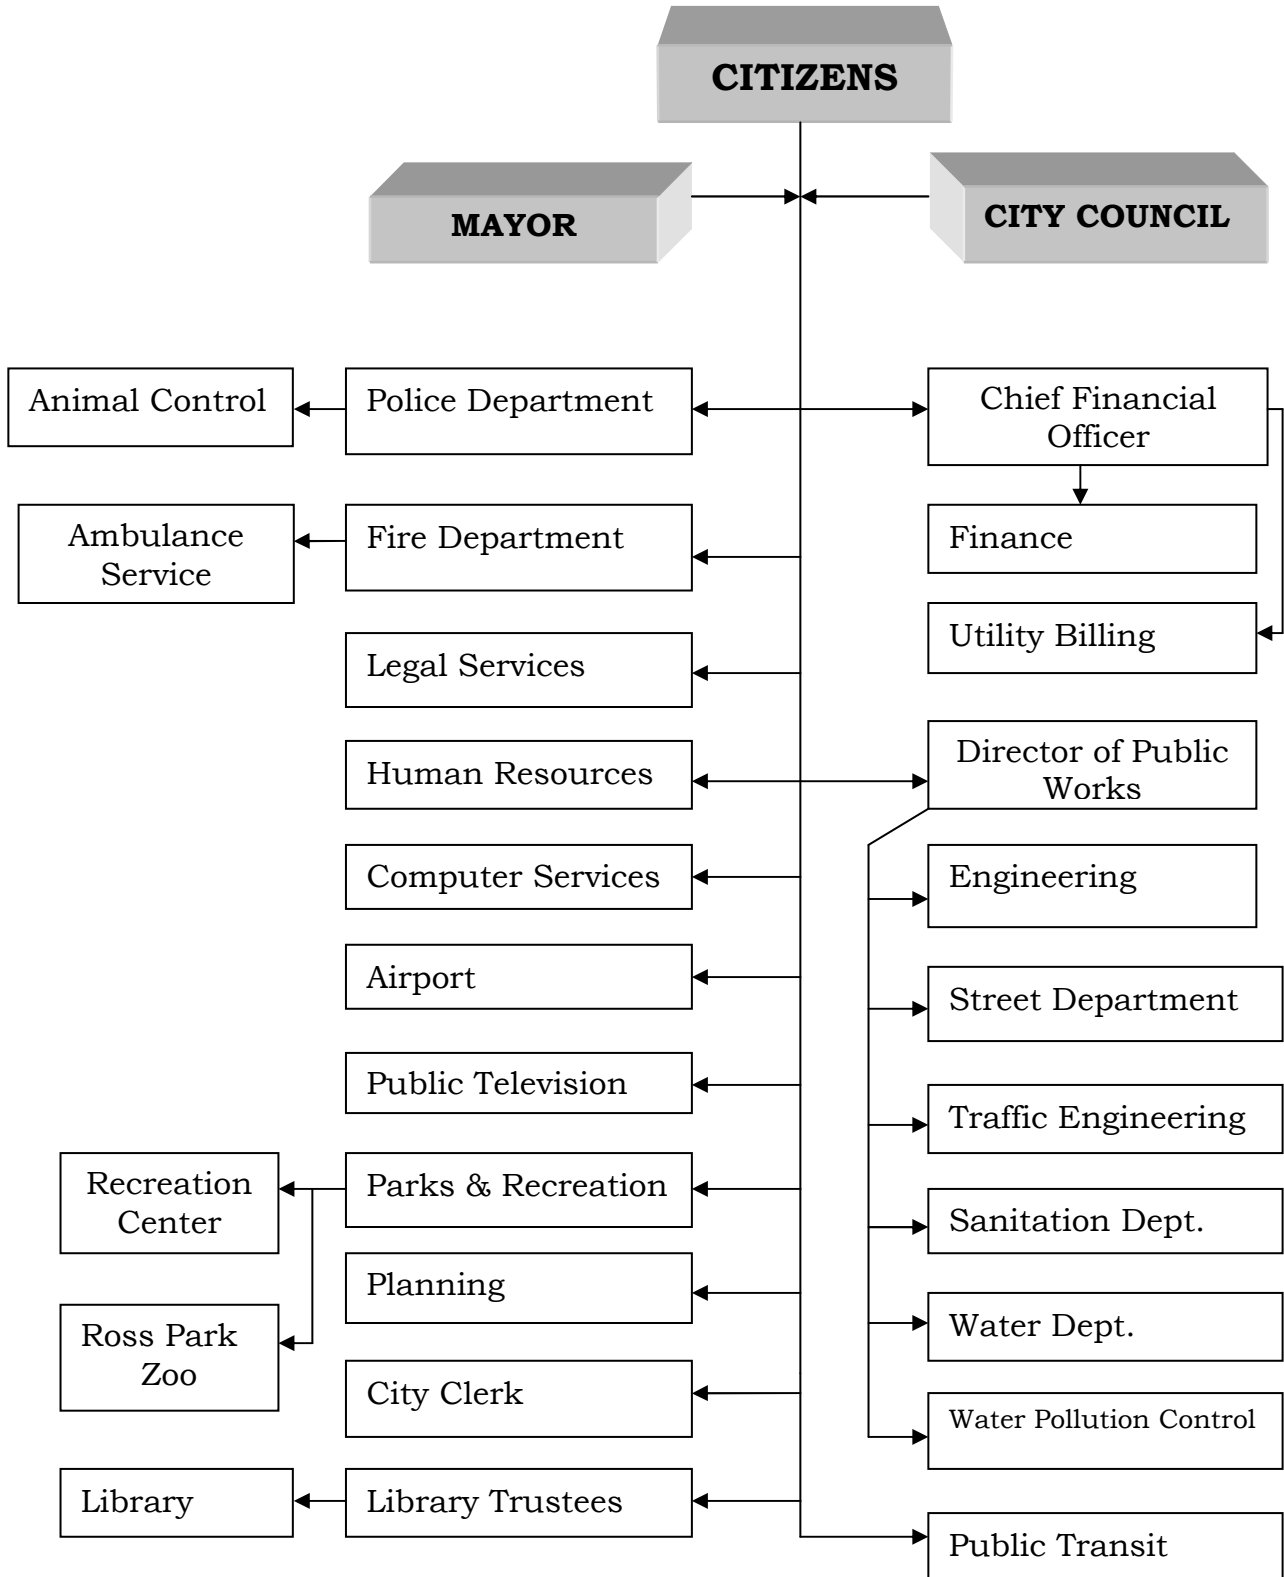 CITIZENS
MAYOR
CITY COUNCIL
Animal Control
Police Department
Chief Financial
Officer
Ambulance
Service
Fire Department
Finance
Legal Services
Utility Billing
Human Resources
Director of Public
Works
Computer Services
Engineering
Airport
Street Department
Public Television
Traffic Engineering
Recreation
Center
Parks & Recreation
Sanitation Dept.
Planning
Ross Park
Zoo
Water Dept.
City Clerk
Water Pollution Control
Library
Library Trustees
Public Transit